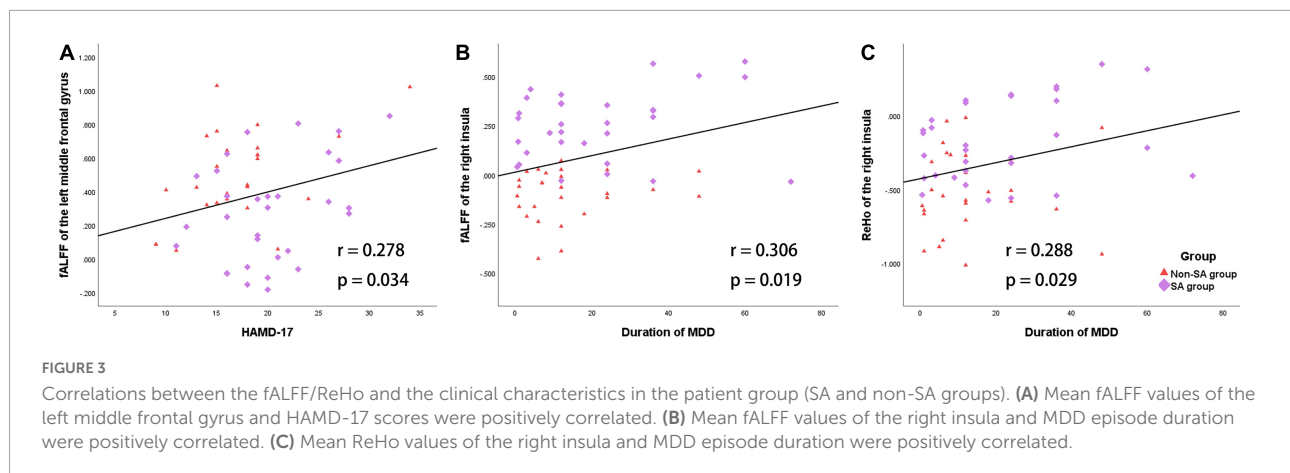 A
fALFF of the left middle frontal gyrus
1.200
1.000
.800
.600
.400
.200
.000
-.200
5 10 15 20 25 30 35
HAMD-17
r = 0.278
p = 0.034
B
fALFF of the right insula
.500
.250
.000
-.250
-.500
0 20 40 60 80
Duration of MDD
r = 0.306
p = 0.019
C
ReHo of the right insula
.000
-.500
-1.000
0 20 40 60 80
Duration of MDD
r = 0.288
p = 0.029
Group
Non-SA group
SA group
FIGURE 3
Correlations between the fALFF/ReHo and the clinical characteristics in the patient group (SA and non-SA groups). (A) Mean fALFF values of the
left middle frontal gyrus and HAMD-17 scores were positively correlated. (B) Mean fALFF values of the right insula and MDD episode duration
were positively correlated. (C) Mean ReHo values of the right insula and MDD episode duration were positively correlated.